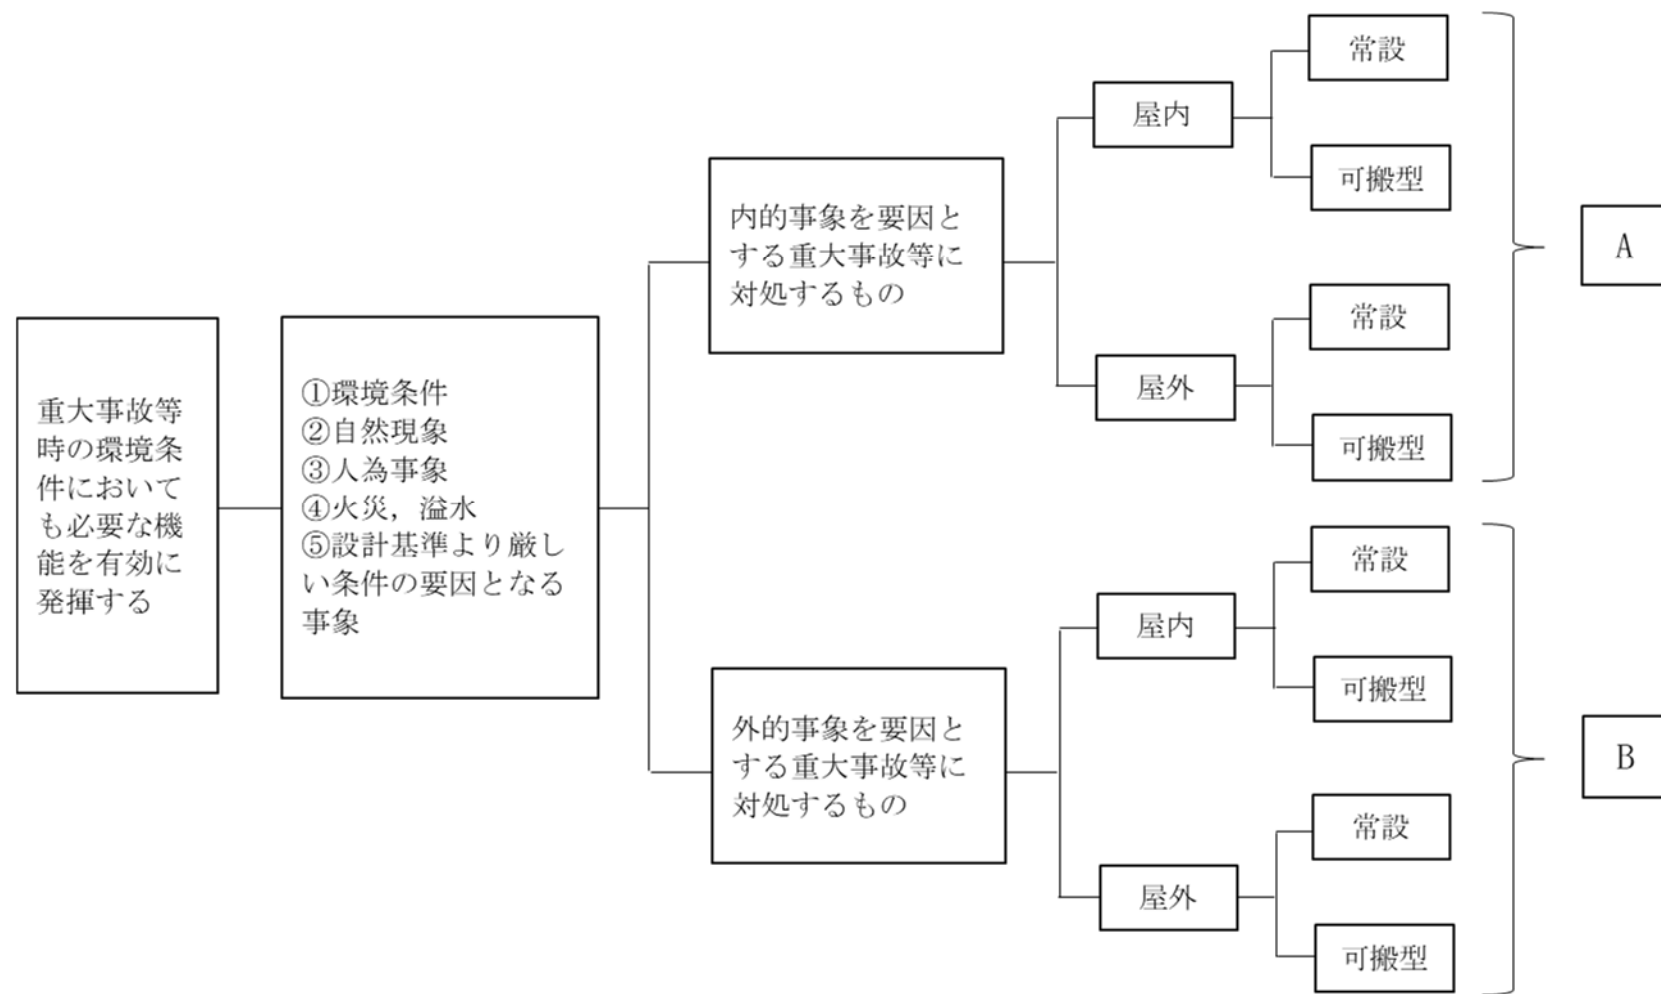 重大事故等
時の環境条
件において
も必要な機
能を有効に
発揮する
①環境条件
②自然現象
③人為事象
④火災，溢水
⑤設計基準より厳し
い条件の要因となる
事象
内的事象を要因と
する重大事故等に
対処するもの
屋内
常設
可搬型
屋外
常設
可搬型
A
外的事象を要因と
する重大事故等に
対処するもの
屋内
常設
可搬型
屋外
常設
可搬型
B